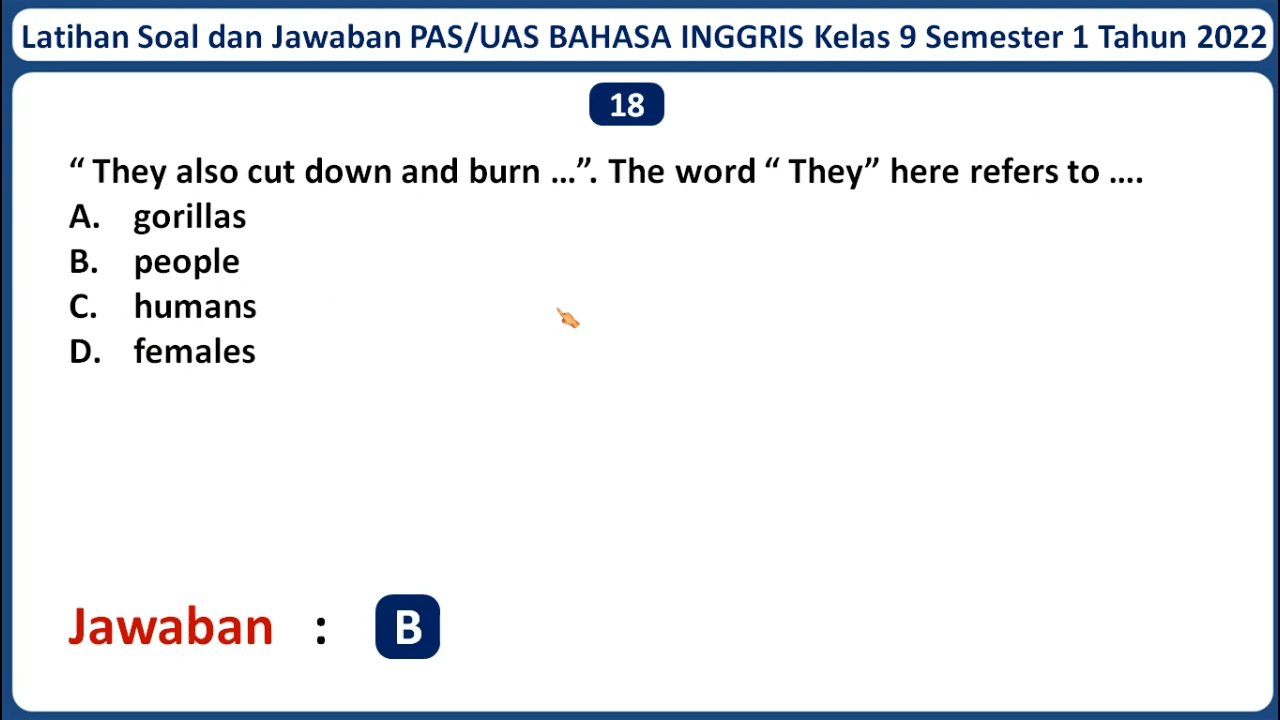 Latihan Soal dan Jawaban PAS/UAS BAHASA INGGRIS Kelas 9 Semester 1 Tahun 2022
18
“ They also cut down and burn ...”. The word “ They” here refers to ....
A. gorillas
B. people
C. humans
D. females
Jawaban : B